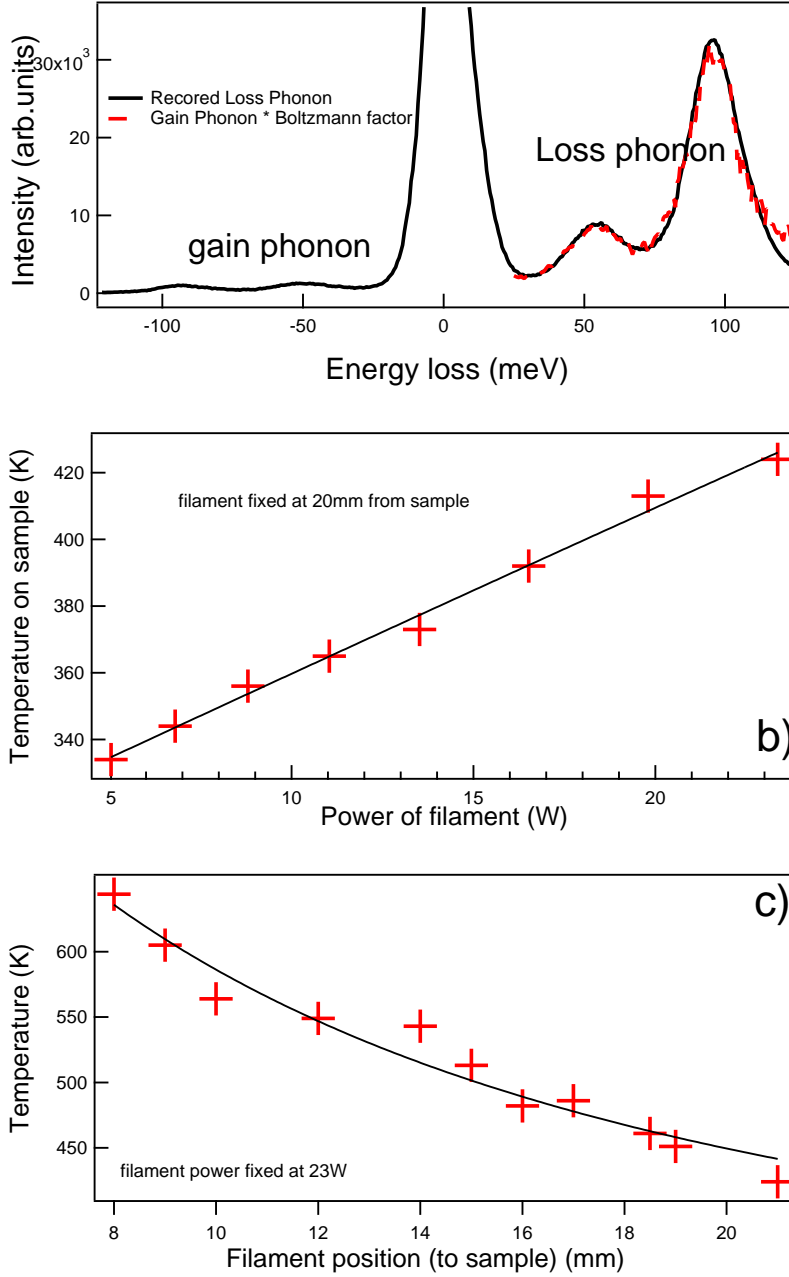 Intensity (arb.units)
30x10³
20
10
0
Recored Loss Phonon
Gain Phonon * Boltzmann factor
Loss phonon
gain phonon
-100
-50
0
50
100
Energy loss (meV)
Temperature on sample (K)
420
400
380
360
340
filament fixed at 20mm from sample
b)
5
10
15
20
Power of filament (W)
Temperature (K)
600
550
500
450
c)
filament power fixed at 23W
8
10
12
14
16
18
20
Filament position (to sample) (mm)